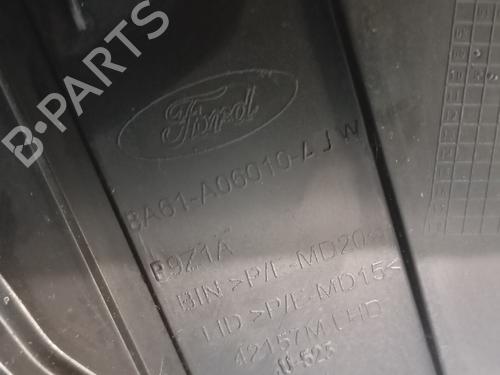 B-PARTS
Ford
8A61-A06010-AJW
B9Z1A
BIN >P/E-MD20<
LID >P/E-MD15<
42157M LHD